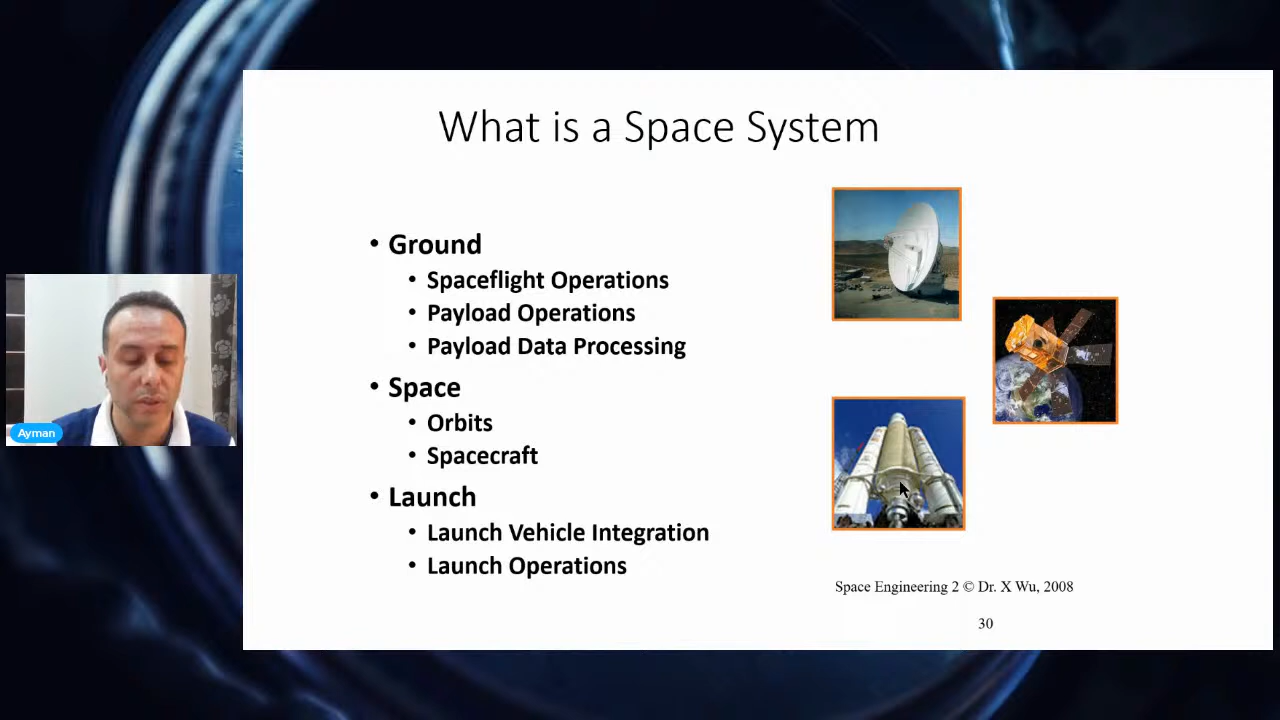 What is a Space System
• Ground
• Spaceflight Operations
• Payload Operations
• Payload Data Processing
• Space
• Orbits
• Spacecraft
• Launch
• Launch Vehicle Integration
• Launch Operations
Ayman
Space Engineering 2 © Dr. X Wu, 2008
30